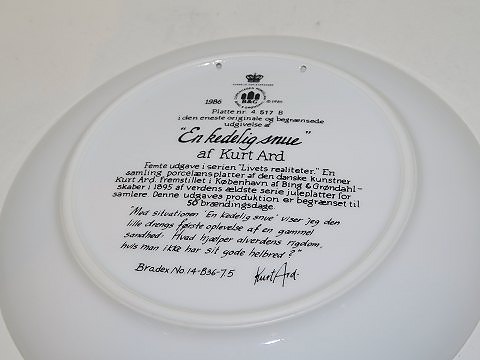 B&G
1986
© 1986
Platte nr. 4 517 B
i den eneste originale og begrænsede
udgivelse af
"En kedelig snue"
af Kurt Ard
Femte udgave i serien "Livets realiteter." En
samling porcelænsplatter af den danske kunstner
Kurt Ard, fremstillet i København af Bing & Grøndahl-
skaber i 1895 af verdens ældste serie juleplatter for
samlere. Denne udgaves produktion er begrænset til
50 brændingsdage.
"Med situationen 'En kedelig snue' viser jeg den
lille drengs første oplevelse af en gammel
sandhed: Hvad hjælper alverdens rigdom,
hvis man ikke har sit gode helbred?"
Bradex No. 14-B36-7.5
Kurt Ard.